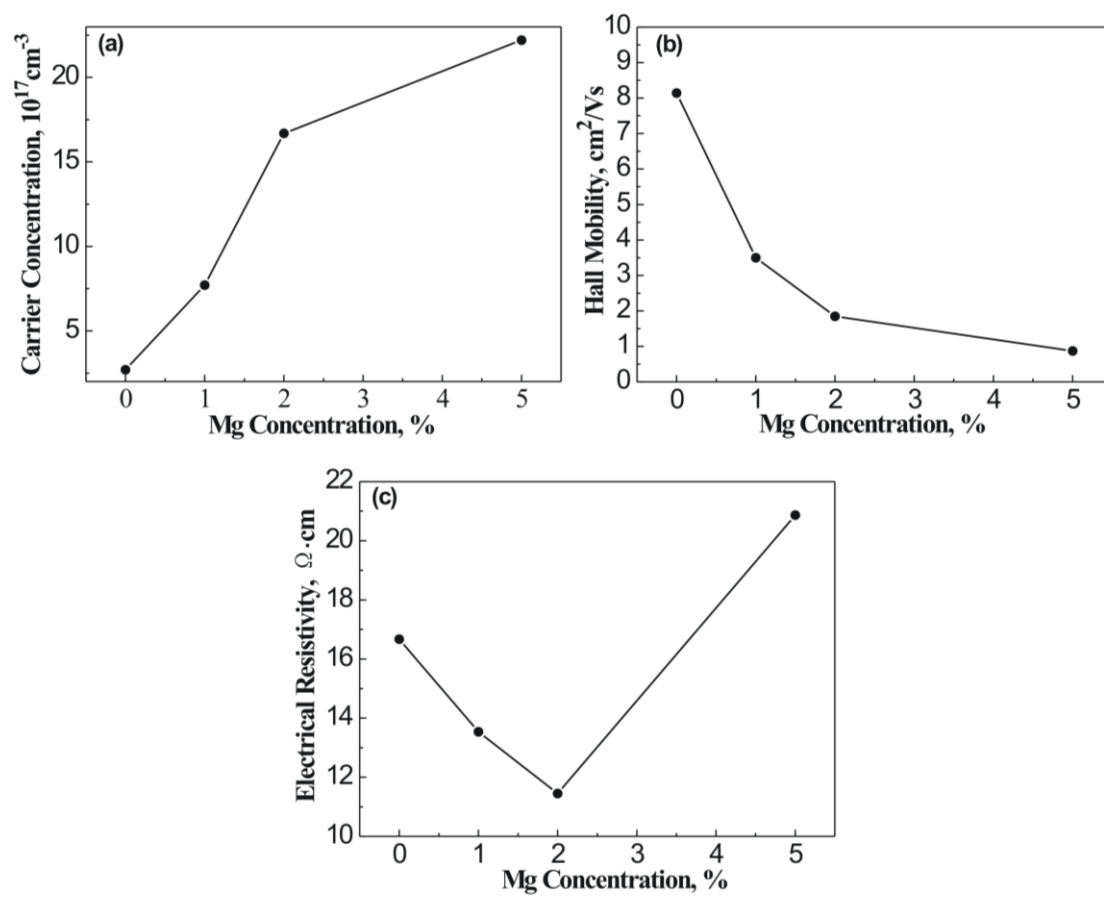 (a)
Carrier Concentration, 10¹⁷cm⁻³
20
15
10
5
0 1 2 3 4 5
Mg Concentration, %
(b)
Hall Mobility, cm²/Vs
10
9
8
7
6
5
4
3
2
1
0
0 1 2 3 4 5
Mg Concentration, %
(c)
Electrical Resistivity, Ω·cm
22
20
18
16
14
12
10
0 1 2 3 4 5
Mg Concentration, %